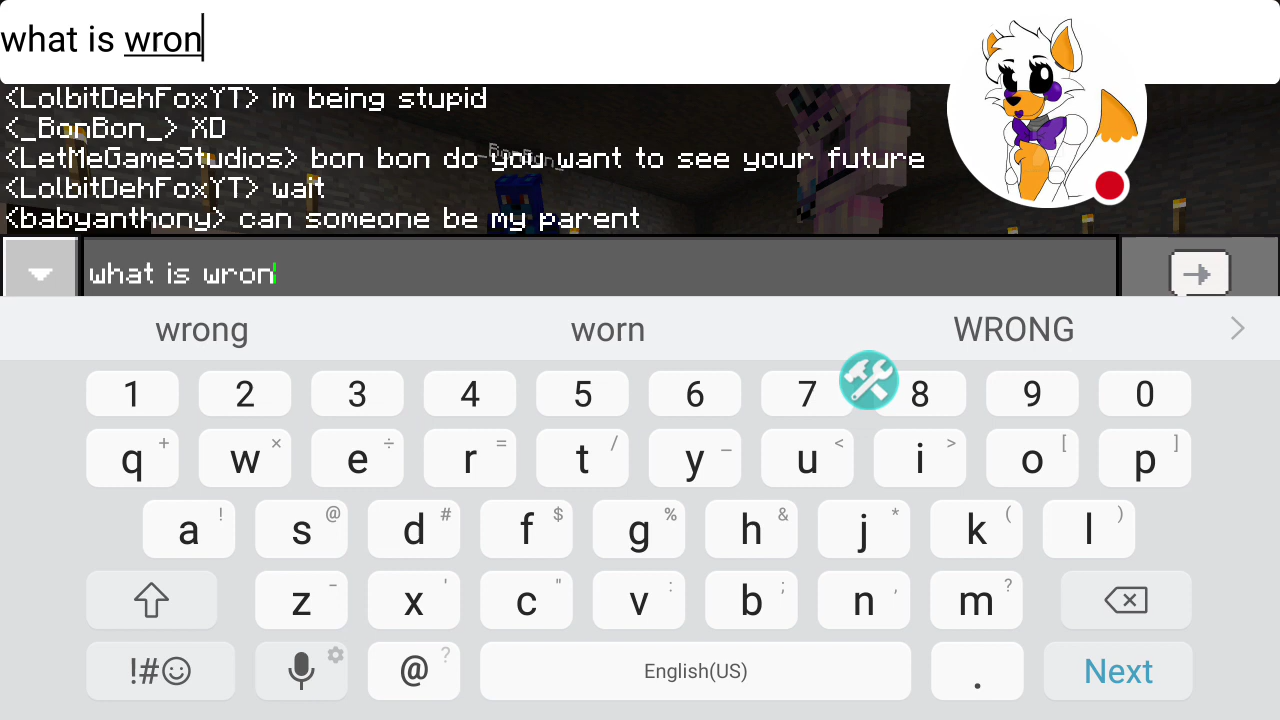 what is wron
<LolbitDehFoxYT> im being stupid
<_BonBon_> XD
<LetMeGameStudios> bon bon do you want to see your future
_BonBon_
<LolbitDehFoxYT> wait
<babyanthony> can someone be my parent
what is wron
wrong worn WRONG
1 2 3 4 5 6 7 8 9 0
q + w × e ÷ r = t / y _ u < i > o [ p ]
a ! s @ d # f $ g % h & j * k ( l )
z - x ' c " v : b ; n , m ?
!#☺ @ ? English(US) . Next